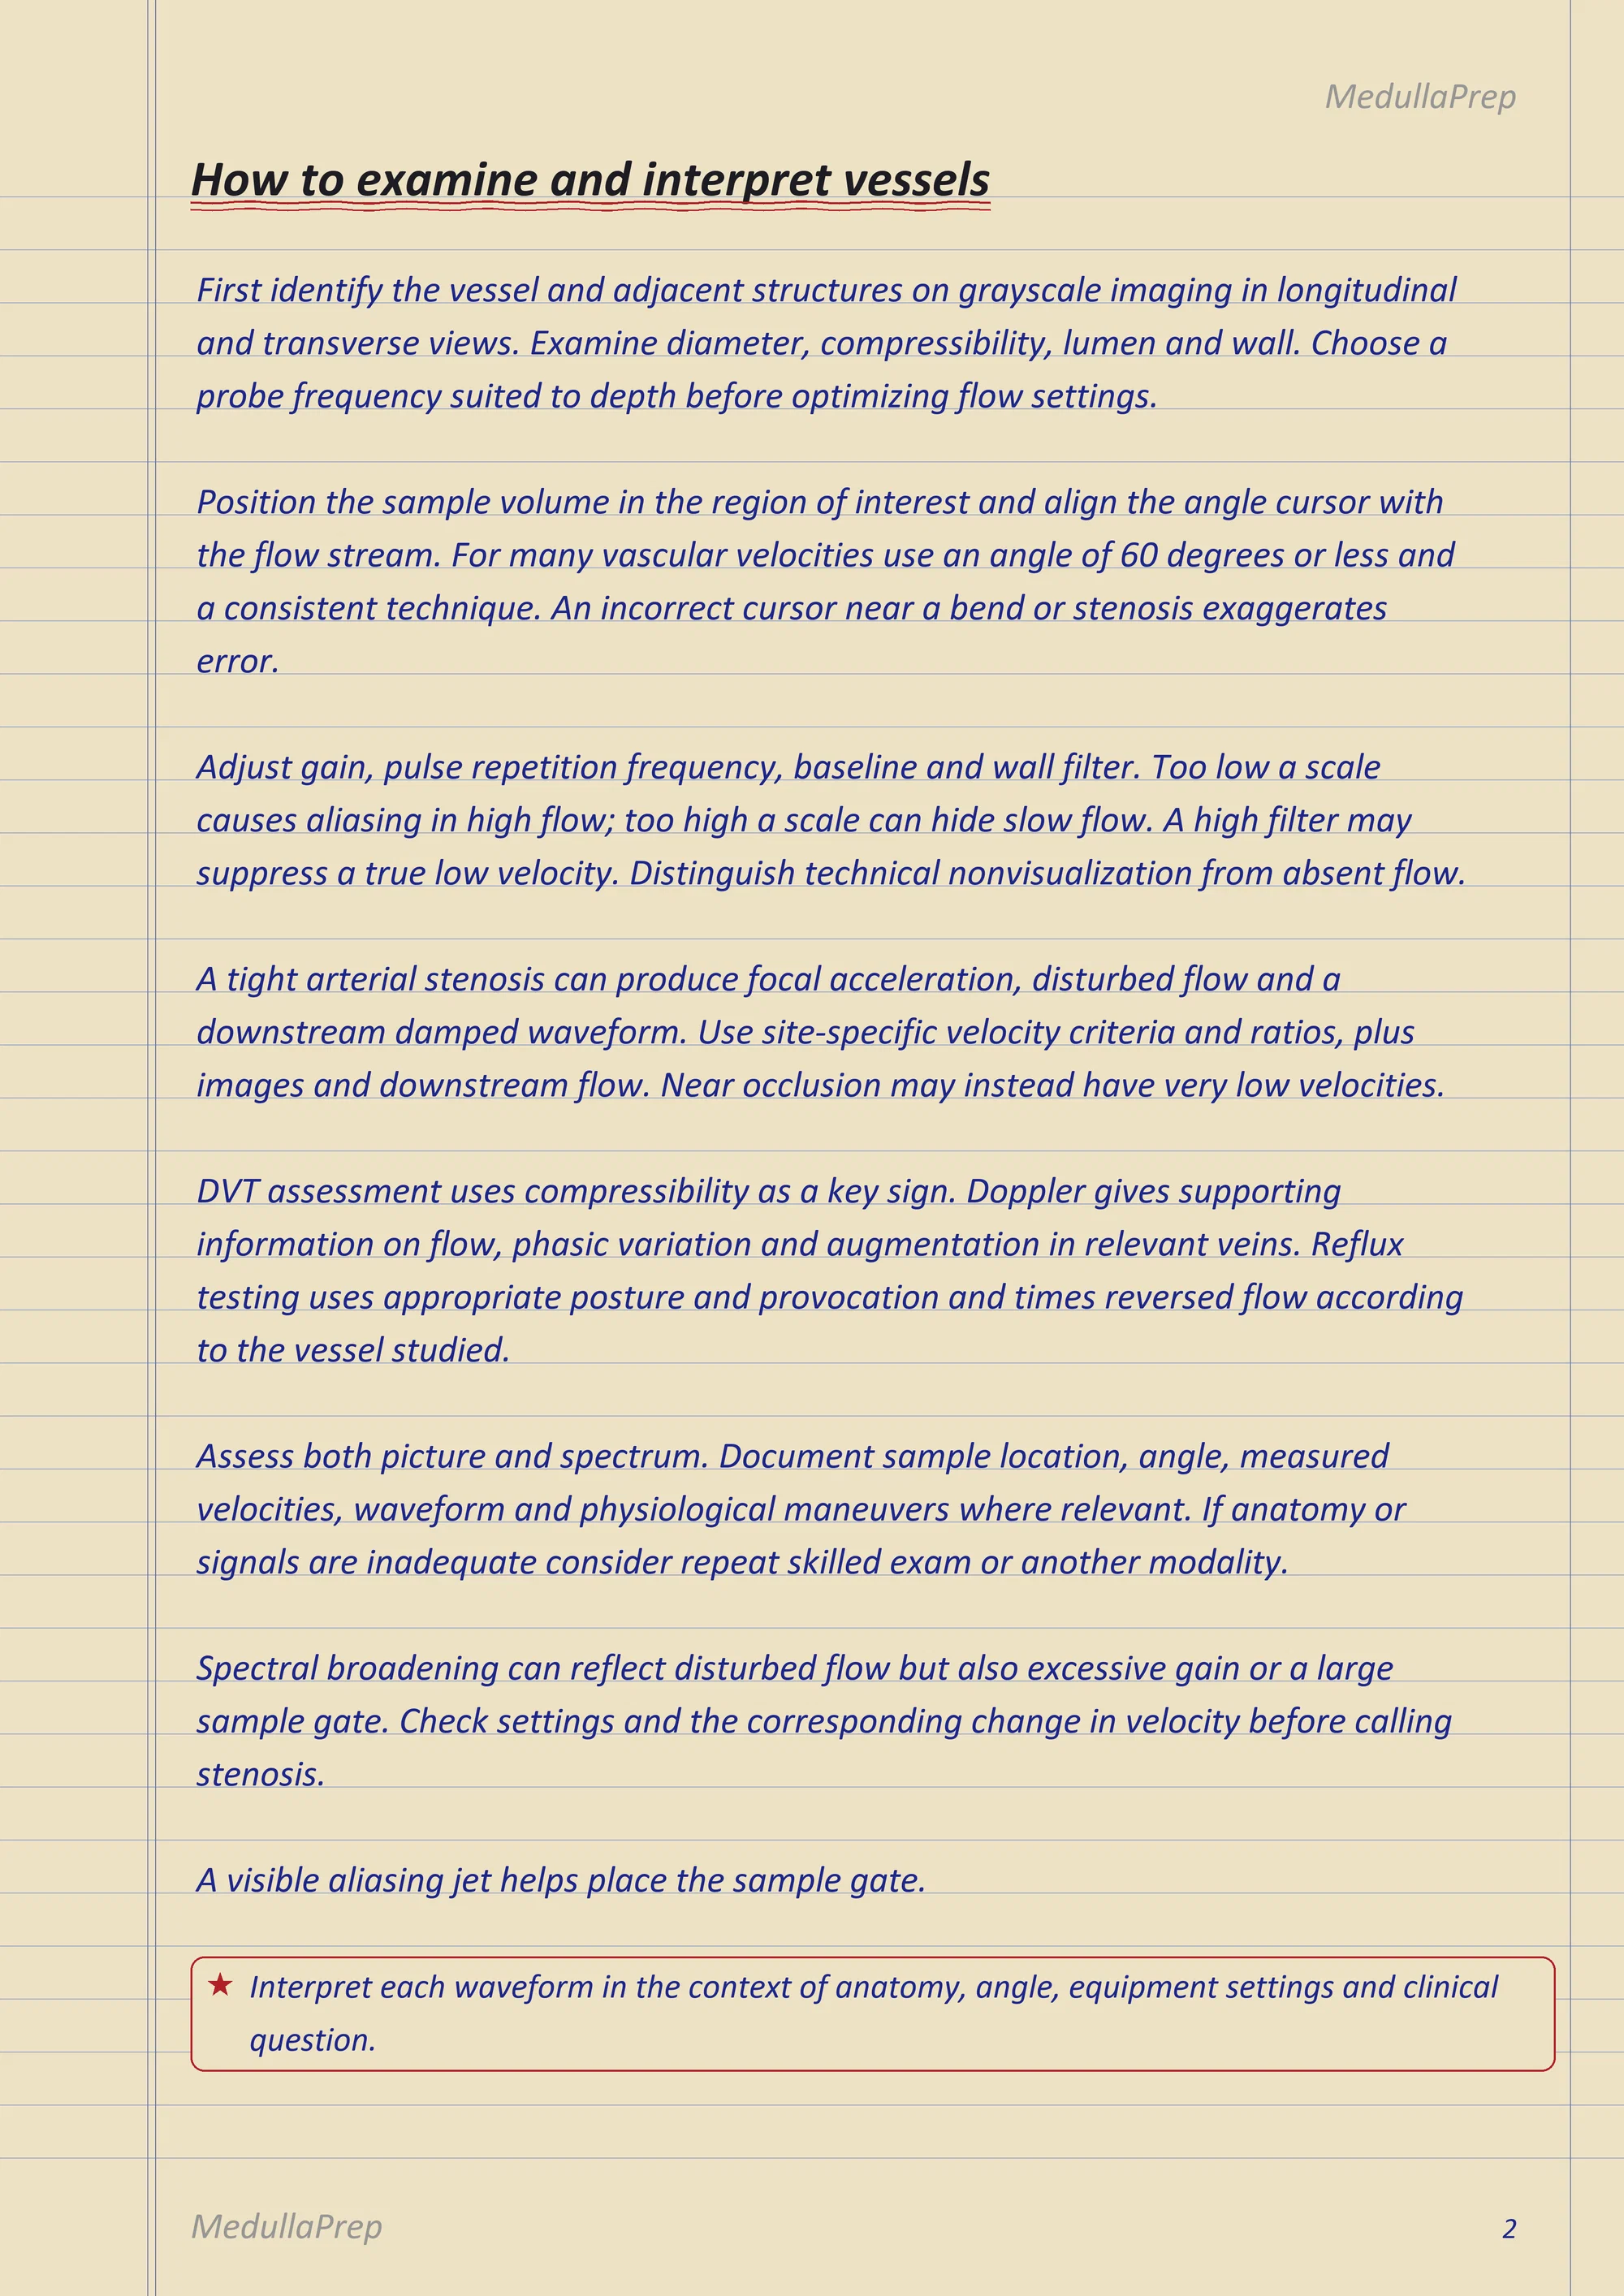 MedullaPrep
How to examine and interpret vessels
First identify the vessel and adjacent structures on grayscale imaging in longitudinal
and transverse views. Examine diameter, compressibility, lumen and wall. Choose a
probe frequency suited to depth before optimizing flow settings.
Position the sample volume in the region of interest and align the angle cursor with
the flow stream. For many vascular velocities use an angle of 60 degrees or less and
a consistent technique. An incorrect cursor near a bend or stenosis exaggerates
error.
Adjust gain, pulse repetition frequency, baseline and wall filter. Too low a scale
causes aliasing in high flow; too high a scale can hide slow flow. A high filter may
suppress a true low velocity. Distinguish technical nonvisualization from absent flow.
A tight arterial stenosis can produce focal acceleration, disturbed flow and a
downstream damped waveform. Use site-specific velocity criteria and ratios, plus
images and downstream flow. Near occlusion may instead have very low velocities.
DVT assessment uses compressibility as a key sign. Doppler gives supporting
information on flow, phasic variation and augmentation in relevant veins. Reflux
testing uses appropriate posture and provocation and times reversed flow according
to the vessel studied.
Assess both picture and spectrum. Document sample location, angle, measured
velocities, waveform and physiological maneuvers where relevant. If anatomy or
signals are inadequate consider repeat skilled exam or another modality.
Spectral broadening can reflect disturbed flow but also excessive gain or a large
sample gate. Check settings and the corresponding change in velocity before calling
stenosis.
A visible aliasing jet helps place the sample gate.
★ Interpret each waveform in the context of anatomy, angle, equipment settings and clinical
question.
MedullaPrep
2